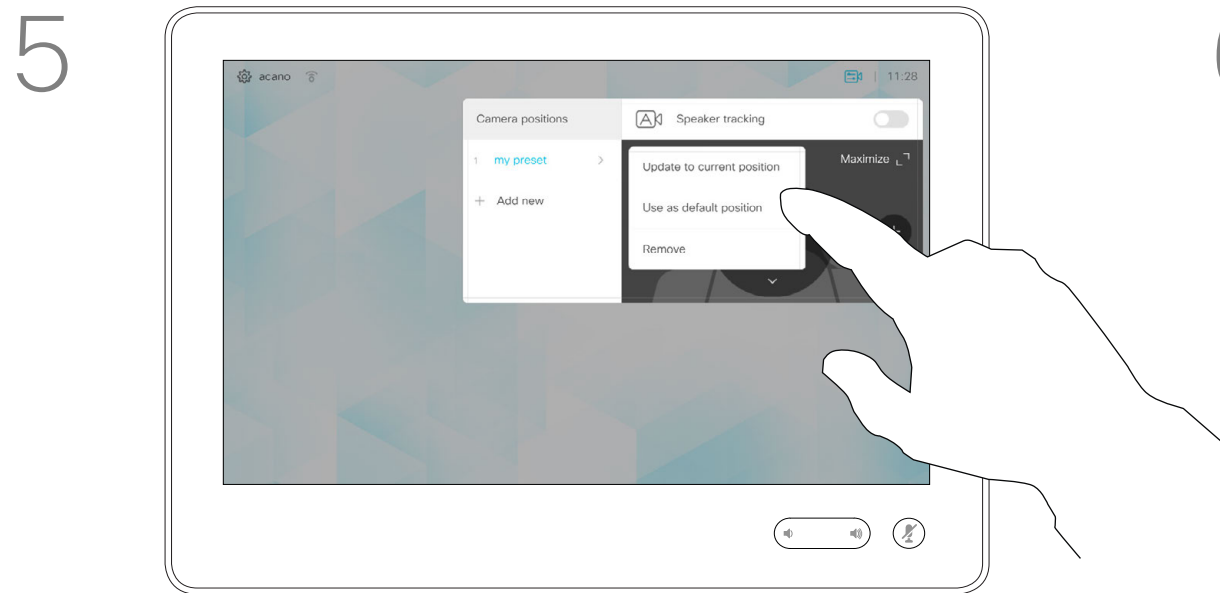 5
acano
11:28
Camera positions
Speaker tracking
1 my preset
Maximize
Update to current position
+ Add new
Use as default position
Remove